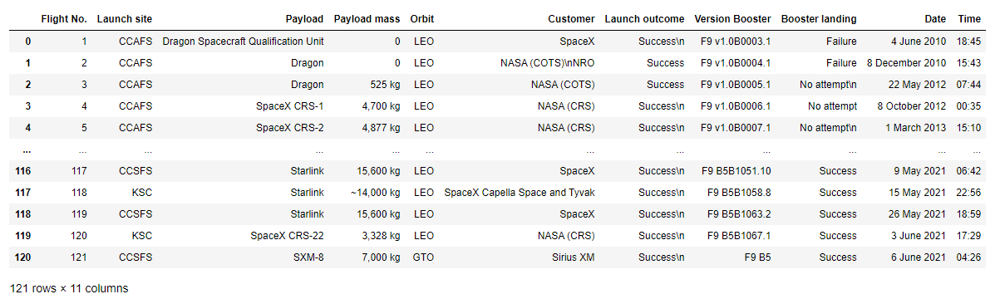 Flight No. Launch site Payload Payload mass Orbit Customer Launch outcome Version Booster Booster landing Date Time
0 1 CCAFS Dragon Spacecraft Qualification Unit 0 LEO SpaceX Success\n F9 v1.0B0003.1 Failure 4 June 2010 18:45
1 2 CCAFS Dragon 0 LEO NASA (COTS)\nNRO Success F9 v1.0B0004.1 Failure 8 December 2010 15:43
2 3 CCAFS Dragon 525 kg LEO NASA (COTS) Success F9 v1.0B0005.1 No attempt\n 22 May 2012 07:44
3 4 CCAFS SpaceX CRS-1 4,700 kg LEO NASA (CRS) Success\n F9 v1.0B0006.1 No attempt 8 October 2012 00:35
4 5 CCAFS SpaceX CRS-2 4,877 kg LEO NASA (CRS) Success\n F9 v1.0B0007.1 No attempt\n 1 March 2013 15:10
... ... ... ... ... ... ... ... ... ... ... ...
116 117 CCSFS Starlink 15,600 kg LEO SpaceX Success\n F9 B5B1051.10 Success 9 May 2021 06:42
117 118 KSC Starlink ~14,000 kg LEO SpaceX Capella Space and Tyvak Success\n F9 B5B1058.8 Success 15 May 2021 22:56
118 119 CCSFS Starlink 15,600 kg LEO SpaceX Success\n F9 B5B1063.2 Success 26 May 2021 18:59
119 120 KSC SpaceX CRS-22 3,328 kg LEO NASA (CRS) Success\n F9 B5B1067.1 Success 3 June 2021 17:29
120 121 CCSFS SXM-8 7,000 kg GTO Sirius XM Success\n F9 B5 Success 6 June 2021 04:26
121 rows × 11 columns